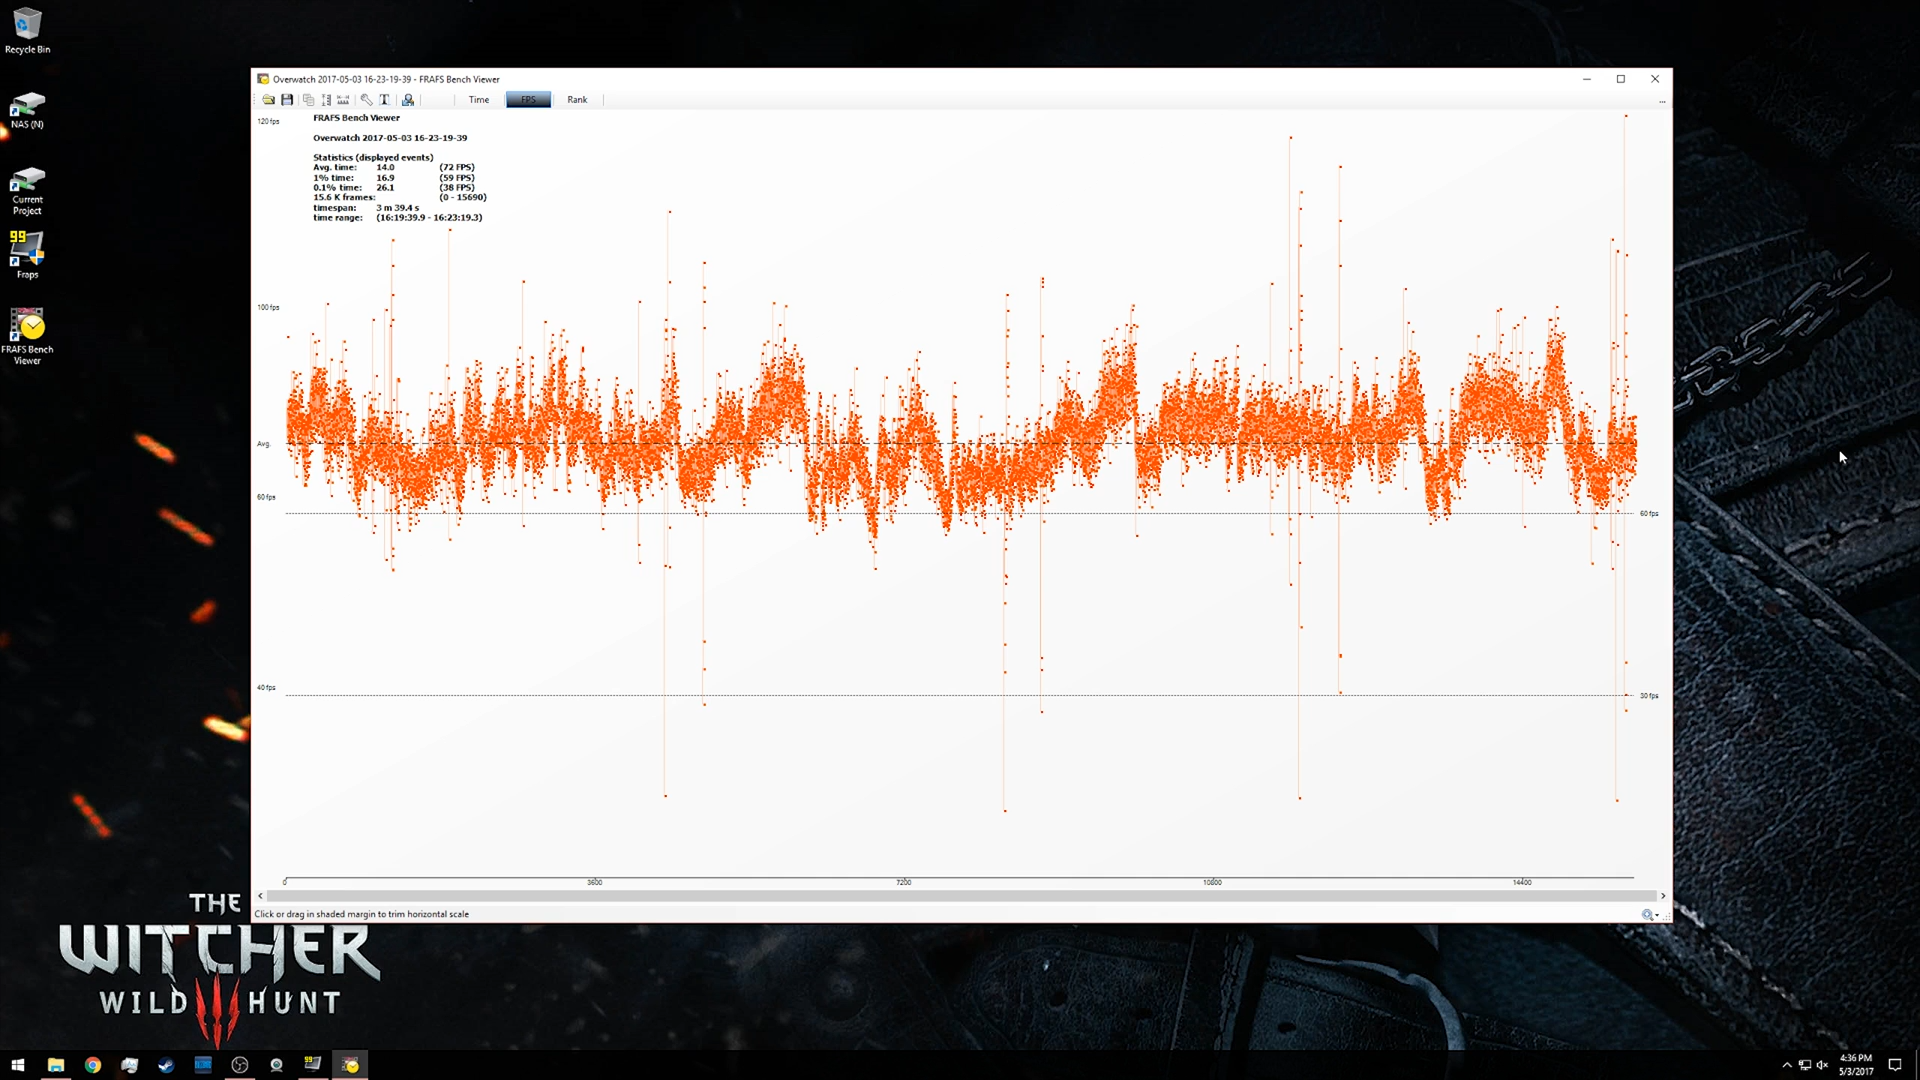 Recycle Bin
NAS (N)
Current
Project
99
Fraps
FRAFS Bench
Viewer
Overwatch 2017-05-03 16-23-19-39 - FRAFS Bench Viewer
Time FPS Rank
...
FRAFS Bench Viewer
Overwatch 2017-05-03 16-23-19-39
Statistics (displayed events)
Avg. time: 14.0 (72 FPS)
1% time: 16.9 (59 FPS)
0.1% time: 26.1 (38 FPS)
15.6 K frames: (0 - 15690)
timespan: 3 m 39.4 s
time range: (16:19:39.9 - 16:23:19.3)
120 fps
100 fps
Avg.
60 fps
60 fps
40 fps
30 fps
0 3600 7200 10800 14400
Click or drag in shaded margin to trim horizontal scale
THE
WITCHER
WILD HUNT
99
4:36 PM
5/3/2017